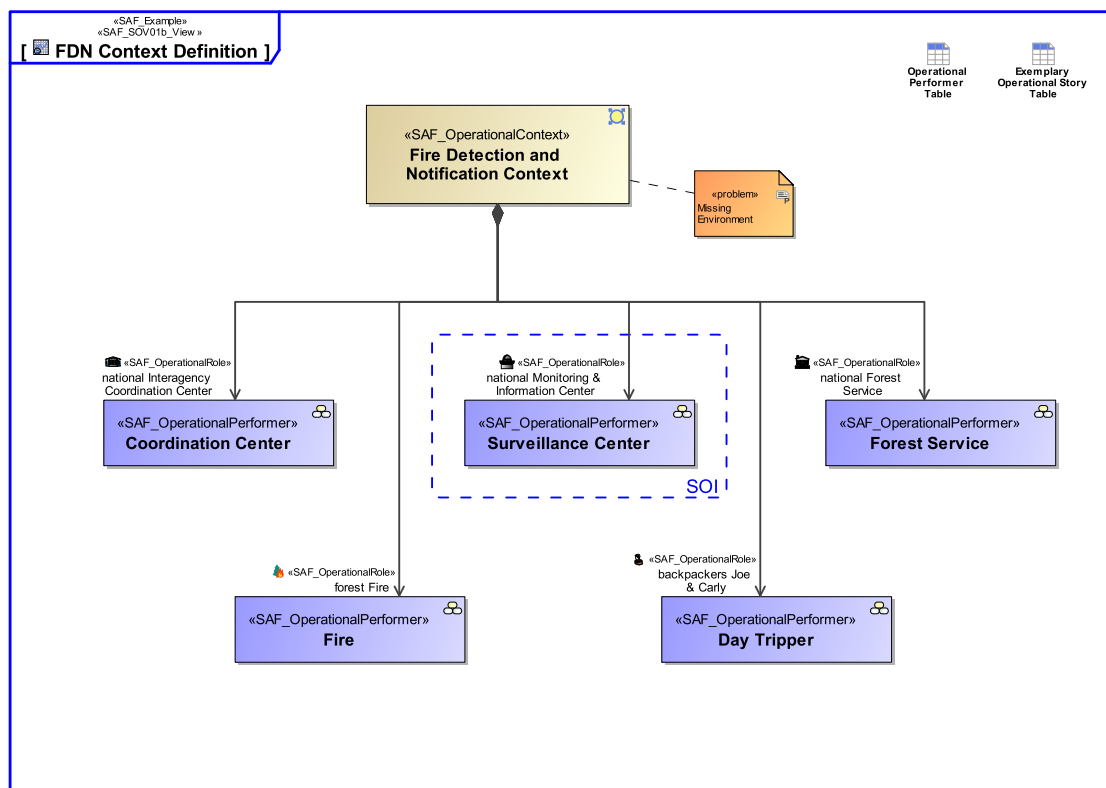 «SAF_Example»
«SAF_SOV01b_View »
[ FDN Context Definition ]
Operational
Performer
Table
Exemplary
Operational Story
Table
«SAF_OperationalContext»
Fire Detection and
Notification Context
«problem»
Missing
Environment
«SAF_OperationalRole»
national Interagency
Coordination Center
«SAF_OperationalPerformer»
Coordination Center
«SAF_OperationalRole»
national Monitoring &
Information Center
«SAF_OperationalPerformer»
Surveillance Center
SOI
«SAF_OperationalRole»
national Forest
Service
«SAF_OperationalPerformer»
Forest Service
«SAF_OperationalRole»
forest Fire
«SAF_OperationalPerformer»
Fire
«SAF_OperationalRole»
backpackers Joe
& Carly
«SAF_OperationalPerformer»
Day Tripper